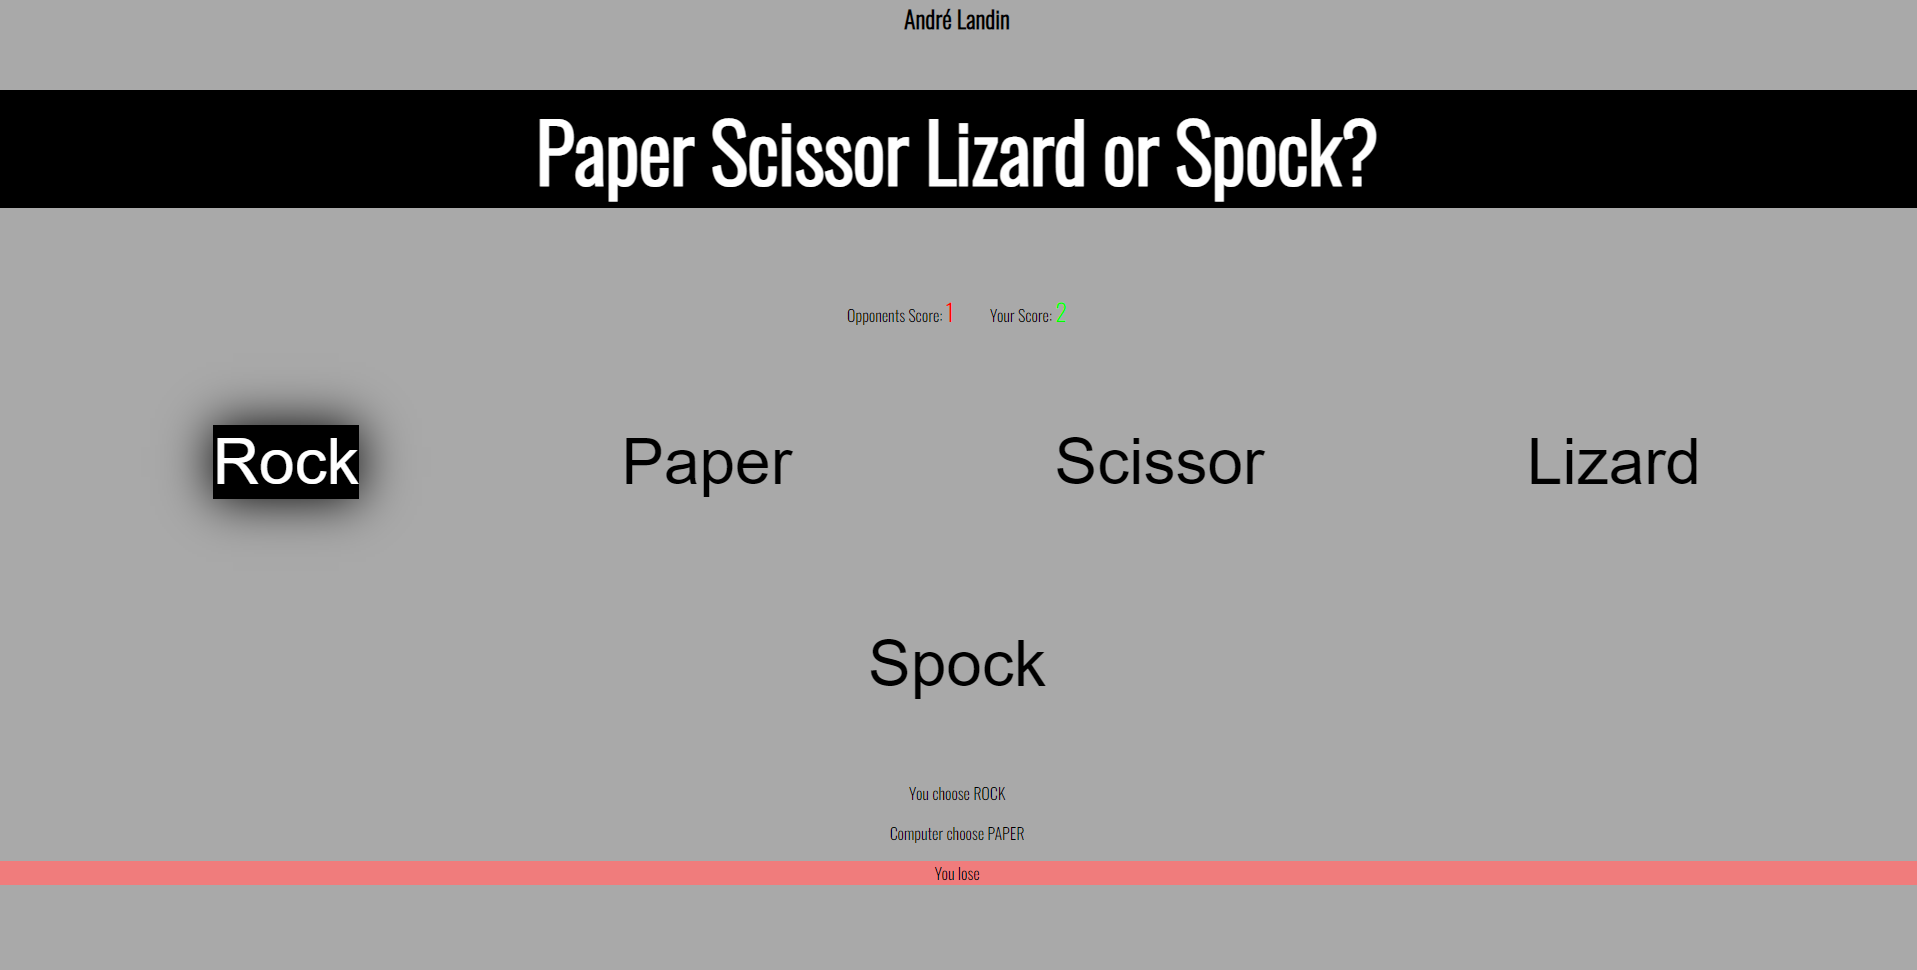 André Landin
Paper Scissor Lizard or Spock?
Opponents Score: 1 Your Score: 2
Rock Paper Scissor Lizard
Spock
You choose ROCK
Computer choose PAPER
You lose